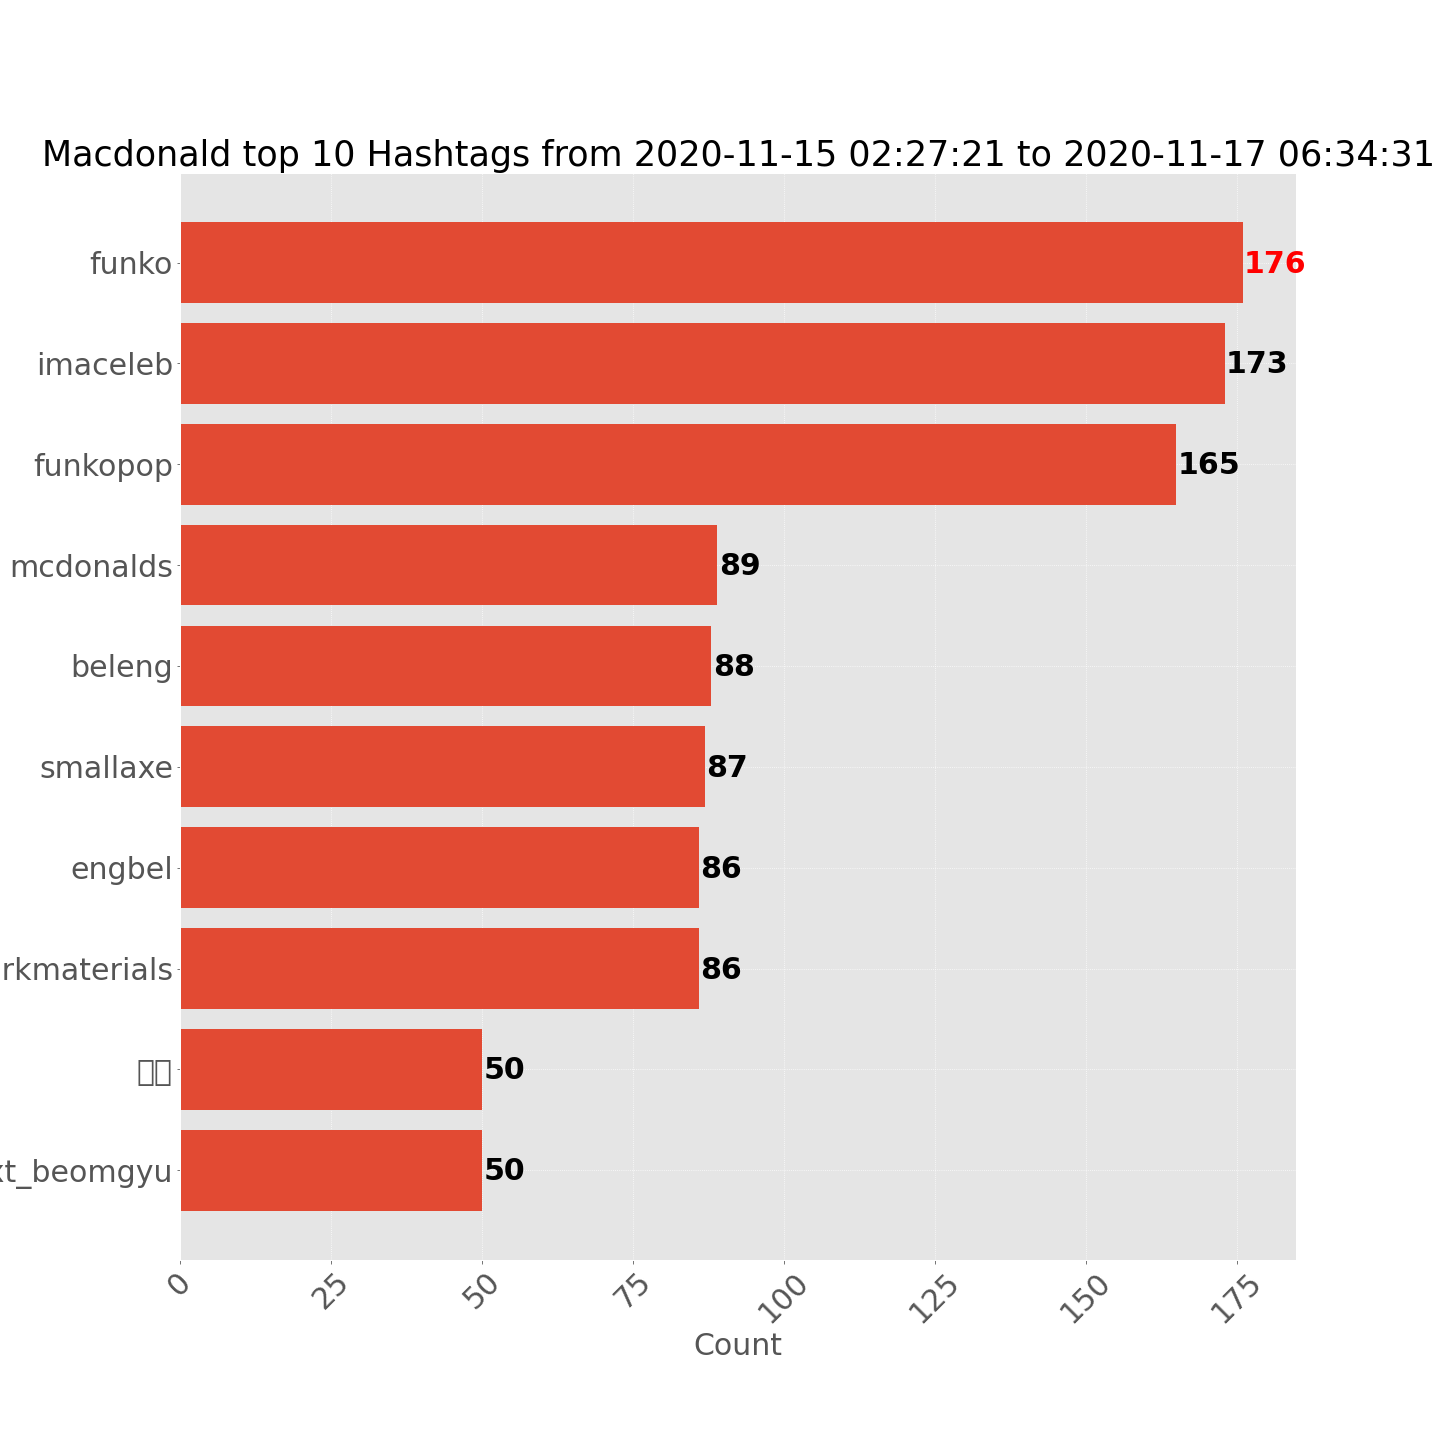 Macdonald top 10 Hashtags from 2020-11-15 02:27:21 to 2020-11-17 06:34:31
funko 176
imaceleb 173
funkopop 165
mcdonalds 89
beleng 88
smallaxe 87
engbel 86
rkmaterials 86
50
t_beomgyu 50
0 25 50 75 100 125 150 175
Count